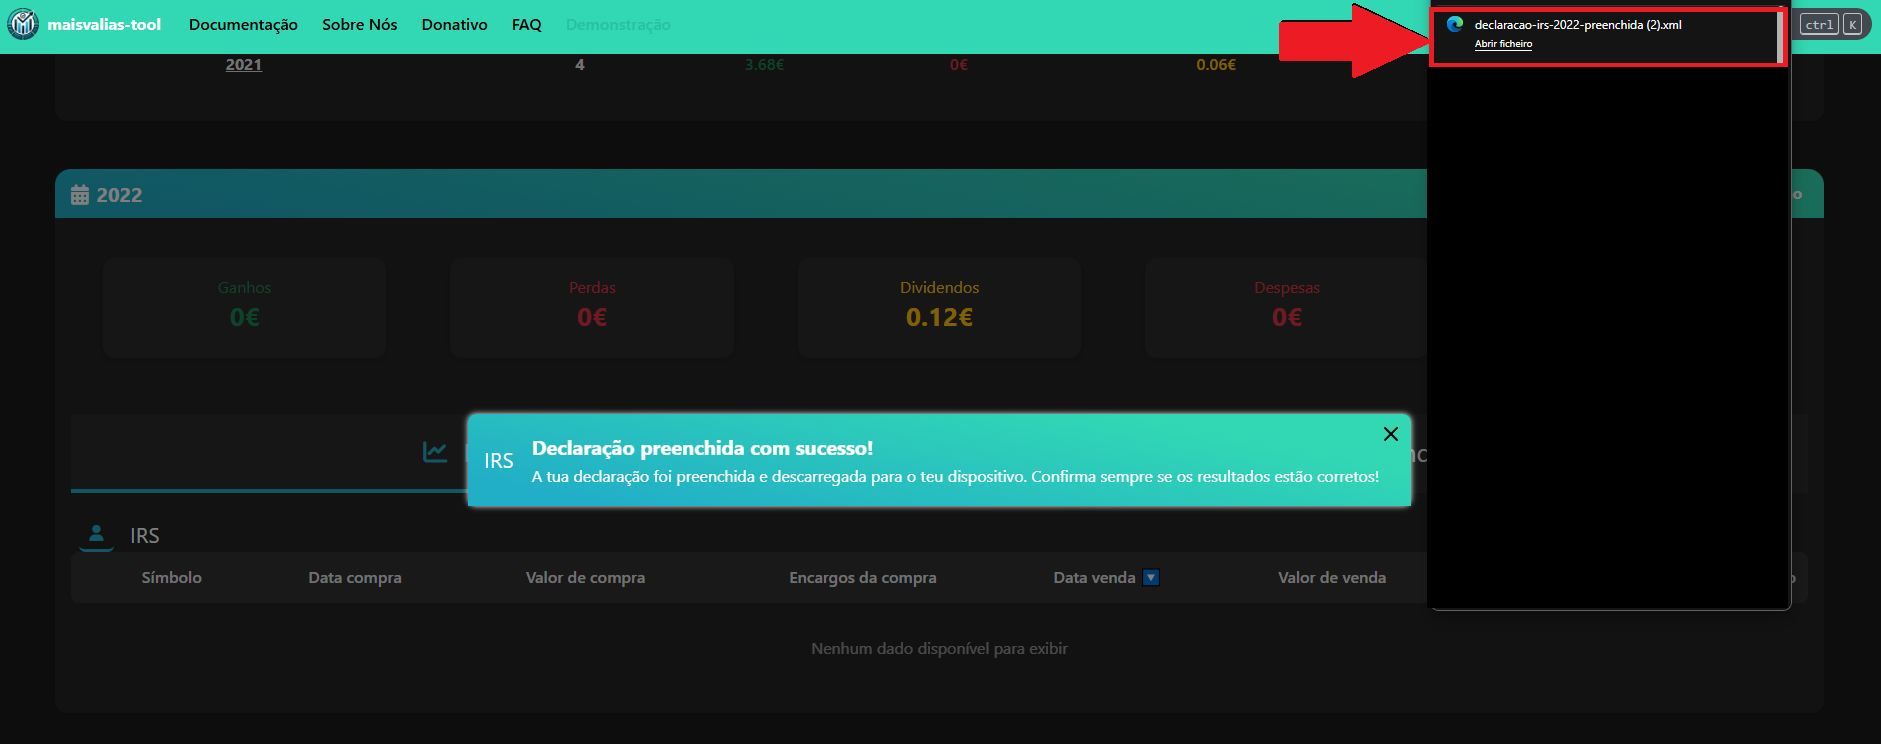 maisvalias-tool Documentação Sobre Nós Donativo FAQ Demonstração
declaracao-irs-2022-preenchida (2).xml
Abrir ficheiro
ctrl K
2021 4 3.68€ 0€ 0.06€
2022
Ganhos Perdas Dividendos Despesas
0€ 0€ 0.12€ 0€
IRS
Declaração preenchida com sucesso!
A tua declaração foi preenchida e descarregada para o teu dispositivo. Confirma sempre se os resultados estão corretos!
IRS
Símbolo Data compra Valor de compra Encargos da compra Data venda Valor de venda
Nenhum dado disponível para exibir